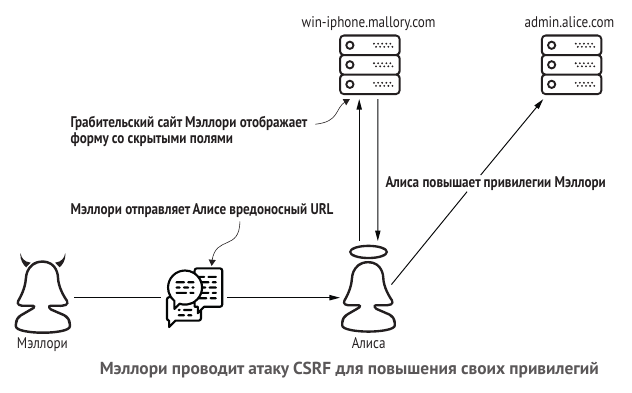 win-iphone.mallory.com
admin.alice.com
Грабительский сайт Мэллори отображает
форму со скрытыми полями
Алиса повышает привилегии Мэллори
Мэллори отправляет Алисе вредоносный URL
Мэллори
Алиса
Мэллори проводит атаку CSRF для повышения своих привилегий